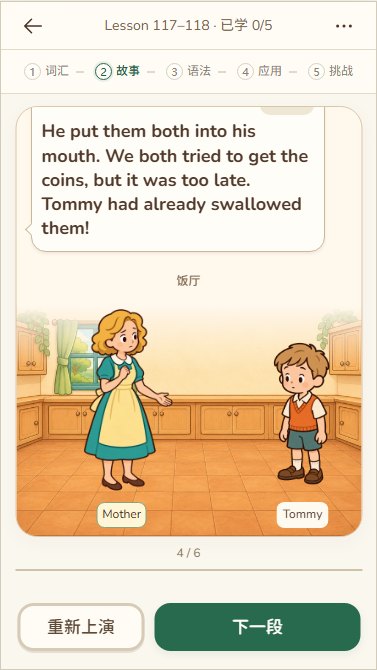 Lesson 117–118 · 已学 0/5
1 词汇 – 2 故事 – 3 语法 – 4 应用 – 5 挑战
He put them both into his
mouth. We both tried to get the
coins, but it was too late.
Tommy had already swallowed
them!
饭厅
Mother
Tommy
4 / 6
重新上演
下一段